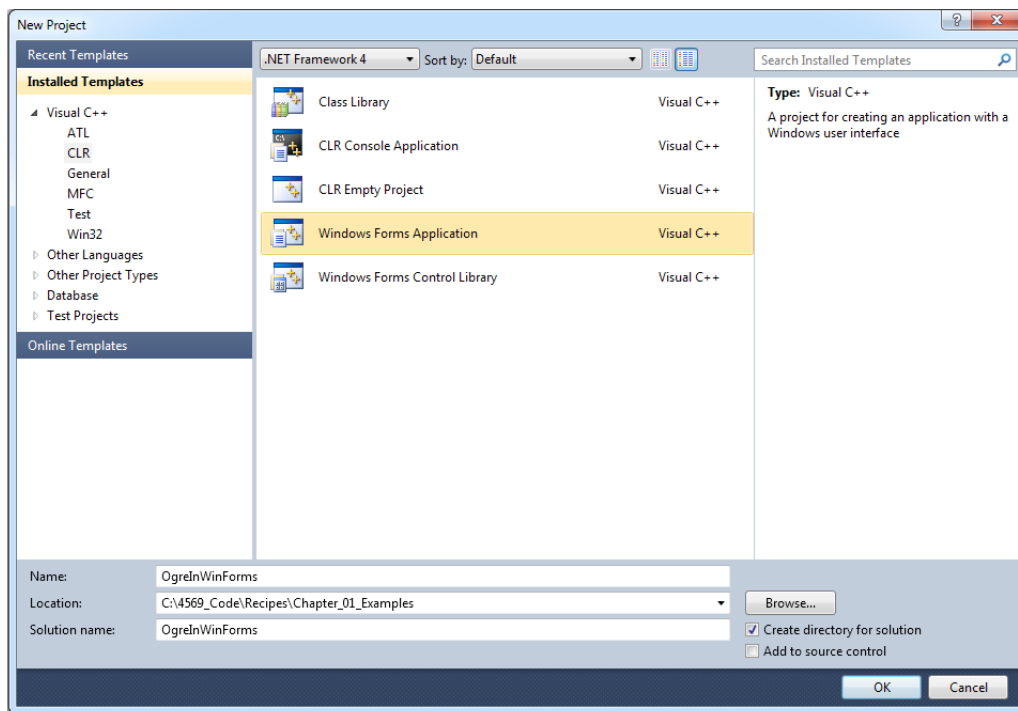 New Project
Recent Templates
Installed Templates
Visual C++
ATL
CLR
General
MFC
Test
Win32
Other Languages
Other Project Types
Database
Test Projects
Online Templates
.NET Framework 4 Sort by: Default
Class Library Visual C++
CLR Console Application Visual C++
CLR Empty Project Visual C++
Windows Forms Application Visual C++
Windows Forms Control Library Visual C++
Search Installed Templates
Type: Visual C++
A project for creating an application with a
Windows user interface
Name: OgreInWinForms
Location: C:\4569_Code\Recipes\Chapter_01_Examples Browse...
Solution name: OgreInWinForms
Create directory for solution
Add to source control
OK Cancel